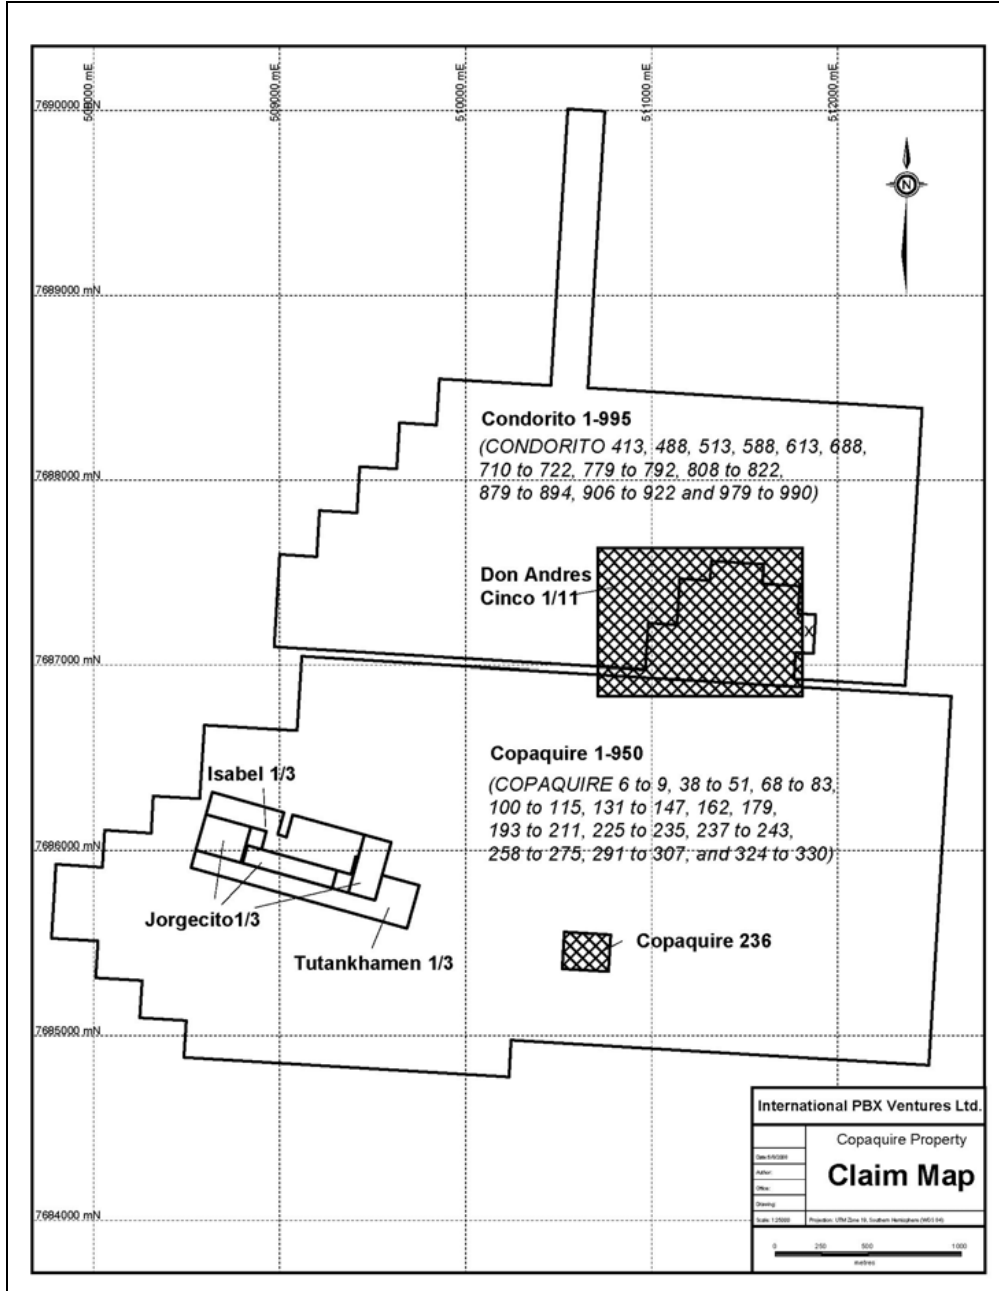 508000 mE
509000 mE
510000 mE
511000 mE
512000 mE
7690000 mN
N
7689000 mN
Condorito 1-995
(CONDORITO 413, 488, 513, 588, 613, 688,
710 to 722, 779 to 792, 808 to 822,
879 to 894, 906 to 922 and 979 to 990)
7688000 mN
Don Andres
Cinco 1/11
X
7687000 mN
Copaquire 1-950
(COPAQUIRE 6 to 9, 38 to 51, 68 to 83,
100 to 115, 131 to 147, 162, 179,
193 to 211, 225 to 235, 237 to 243,
258 to 275, 291 to 307, and 324 to 330)
Isabel 1/3
7686000 mN
Jorgecito1/3
Tutankhamen 1/3
Copaquire 236
7685000 mN
7684000 mN
International PBX Ventures Ltd.
Copaquire Property
Claim Map
Author:
Office:
Drawing:
Scale: 1:25000
0 250 500 1000
metres